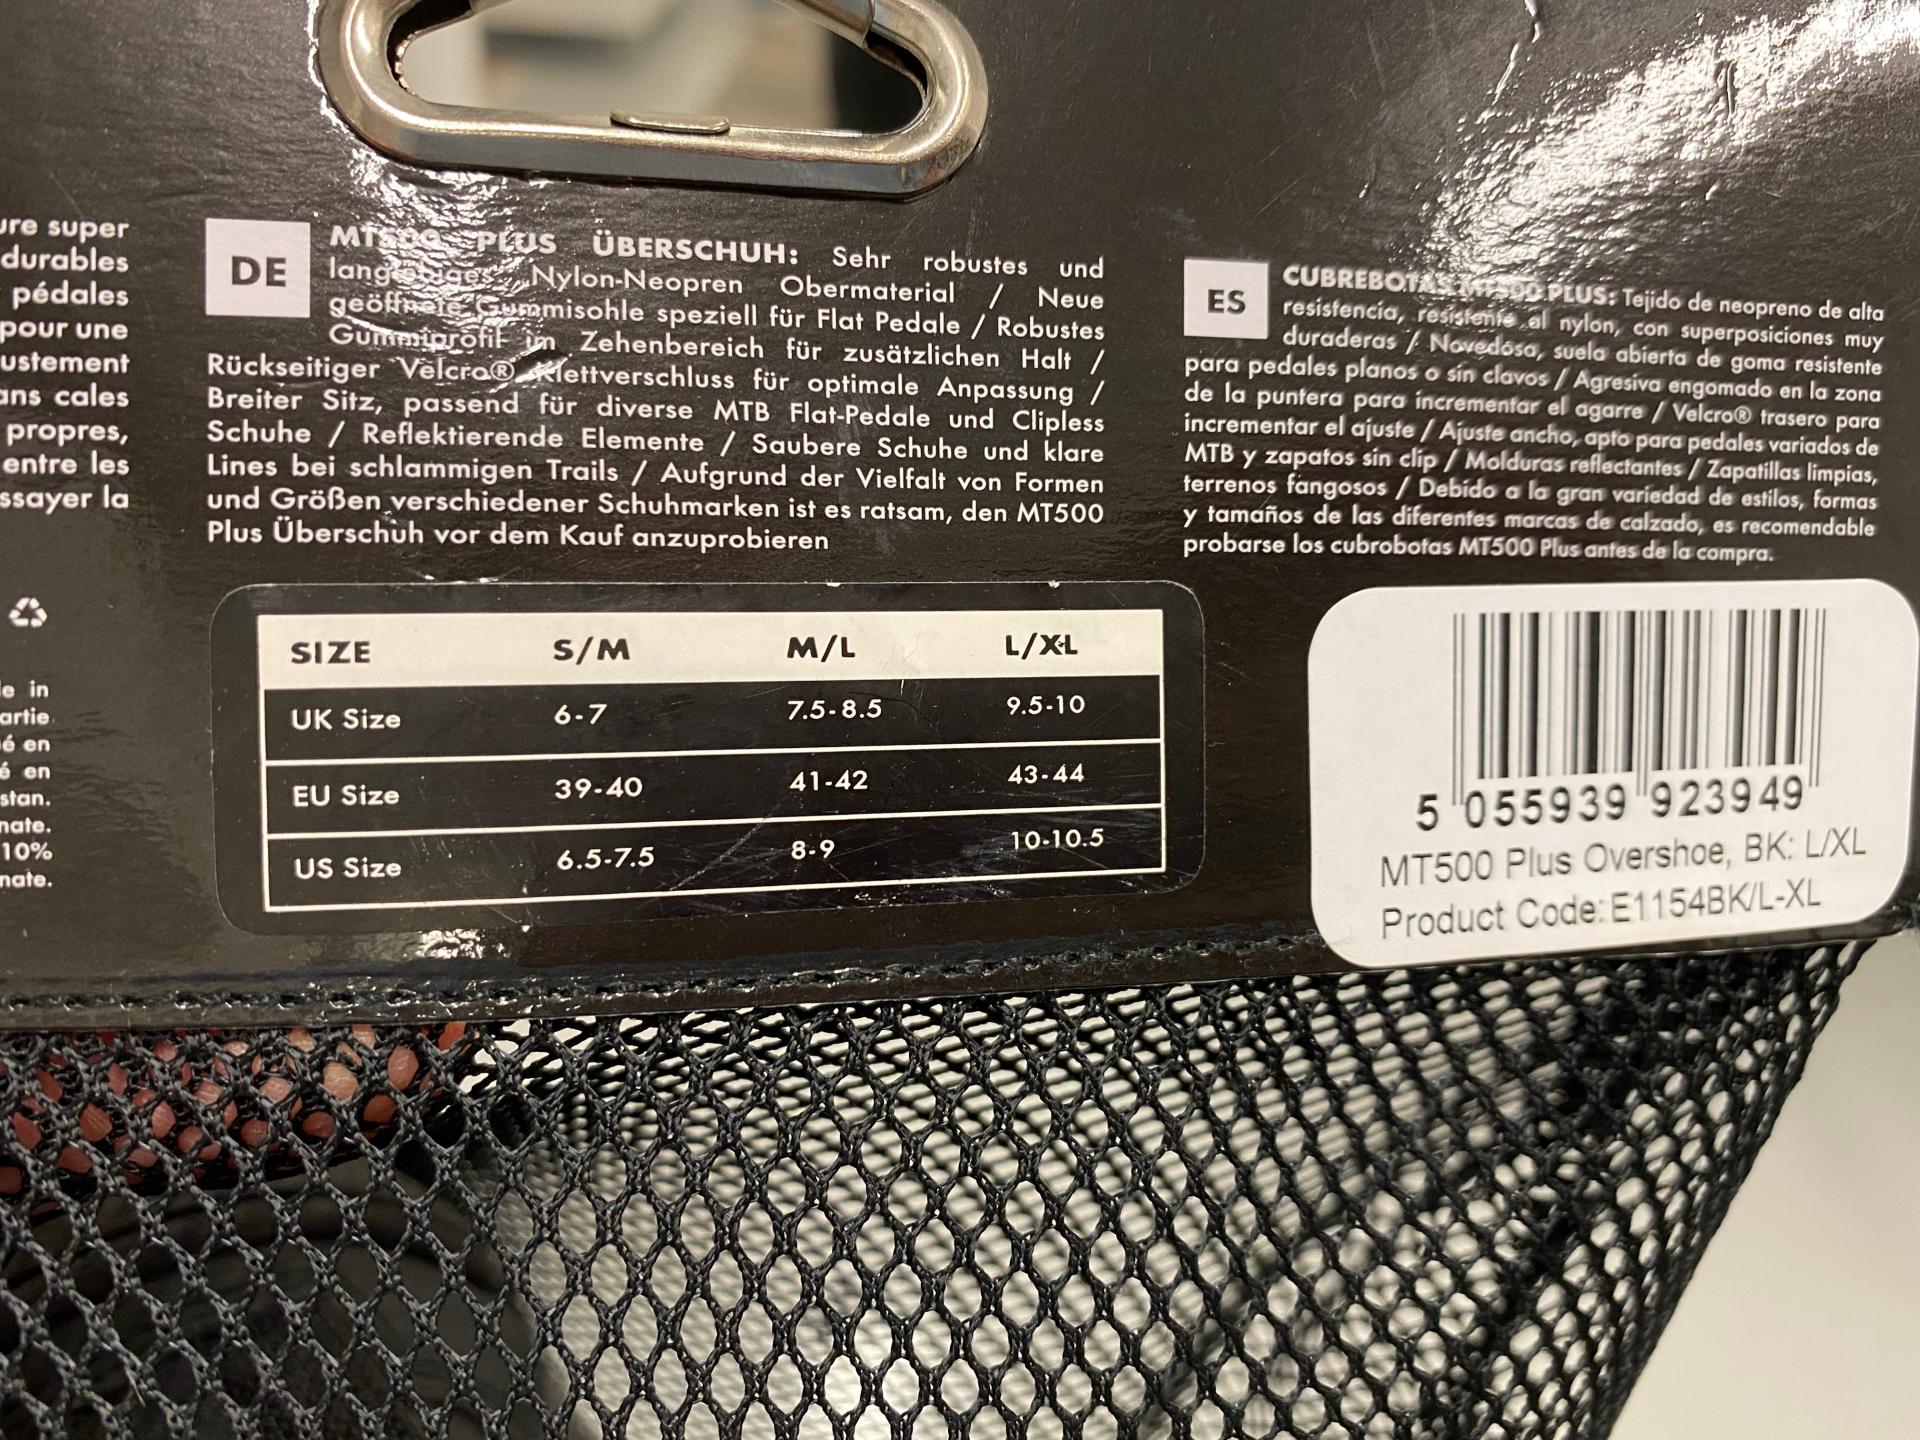 ure super
durables
pédales
pour une
ustement
ans cales
propres,
entre les
ssayer la
e in
artie
é en
é en
stan.
nate.
10%
nate.
DE
MT500 PLUS ÜBERSCHUH: Sehr robustes und
langlebiges Nylon-Neopren Obermaterial / Neue
geöffnete Gummisohle speziell für Flat Pedale / Robustes
Gummiprofil im Zehenbereich für zusätzlichen Halt /
Rückseitiger Velcro® Klettverschluss für optimale Anpassung /
Breiter Sitz, passend für diverse MTB Flat-Pedale und Clipless
Schuhe / Reflektierende Elemente / Saubere Schuhe und klare
Lines bei schlammigen Trails / Aufgrund der Vielfalt von Formen
und Größen verschiedener Schuhmarken ist es ratsam, den MT500
Plus Überschuh vor dem Kauf anzuprobieren
ES
CUBREBOTAS MT500 PLUS: Tejido de neopreno de alta
resistencia, resistente al nylon, con superposiciones muy
duraderas / Novedosa, suela abierta de goma resistente
para pedales planos o sin clavos / Agresiva engomado en la zona
de la puntera para incrementar el agarre / Velcro® trasero para
incrementar el ajuste / Ajuste ancho, apto para pedales variados de
MTB y zapatos sin clip / Molduras reflectantes / Zapatillas limpias,
terrenos fangosos / Debido a la gran variedad de estilos, formas
y tamaños de las diferentes marcas de calzado, es recomendable
probarse los cubrobotas MT500 Plus antes de la compra.
SIZE S/M M/L L/XL
UK Size 6-7 7.5-8.5 9.5-10
EU Size 39-40 41-42 43-44
US Size 6.5-7.5 8-9 10-10.5
5 055939 923949
MT500 Plus Overshoe, BK: L/XL
Product Code: E1154BK/L-XL